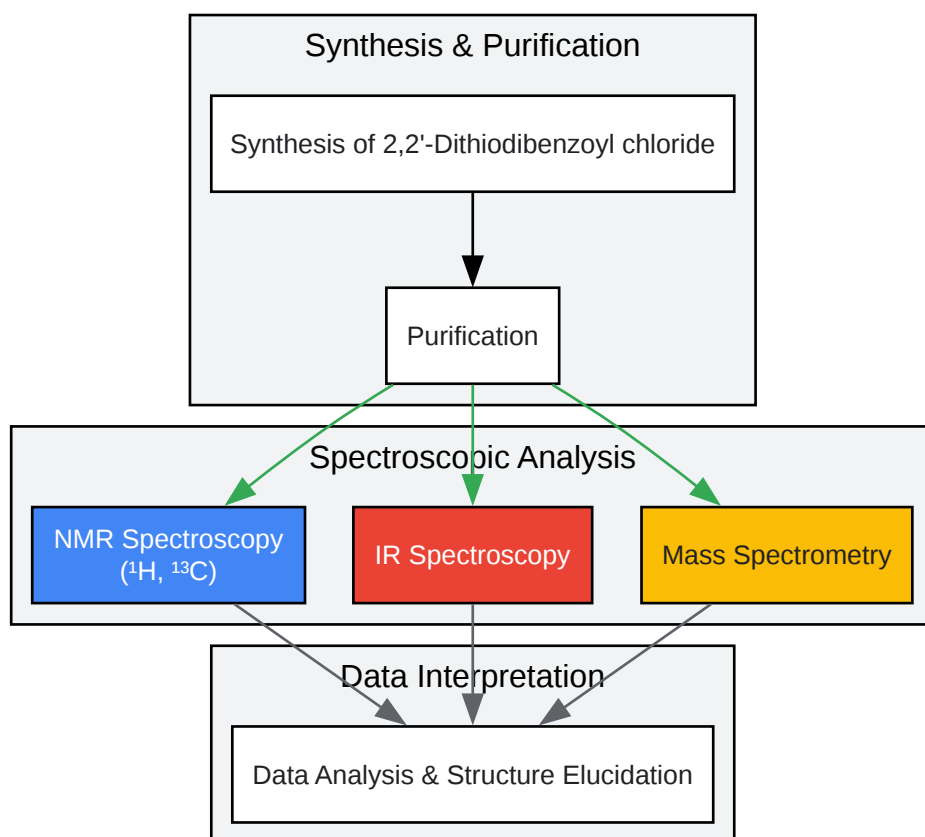 Synthesis & Purification
Synthesis of 2,2'-Dithiodibenzoyl chloride
Purification
Spectroscopic Analysis
NMR Spectroscopy
(¹H, ¹³C)
IR Spectroscopy
Mass Spectrometry
Data Interpretation
Data Analysis & Structure Elucidation